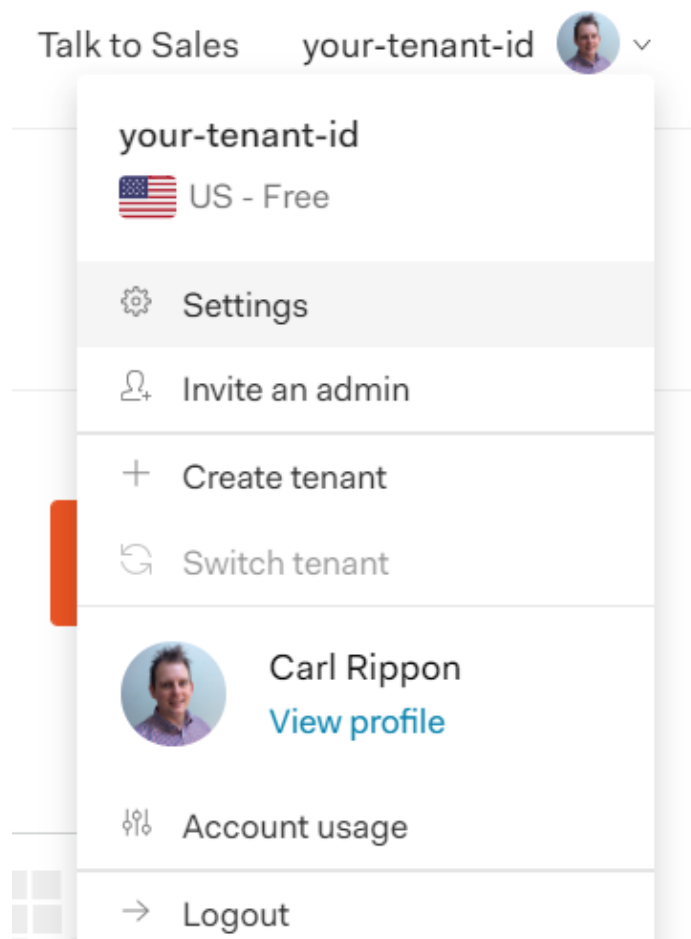 Talk to Sales your-tenant-id
your-tenant-id
US - Free
Settings
Invite an admin
Create tenant
Switch tenant
Carl Rippon
View profile
Account usage
Logout